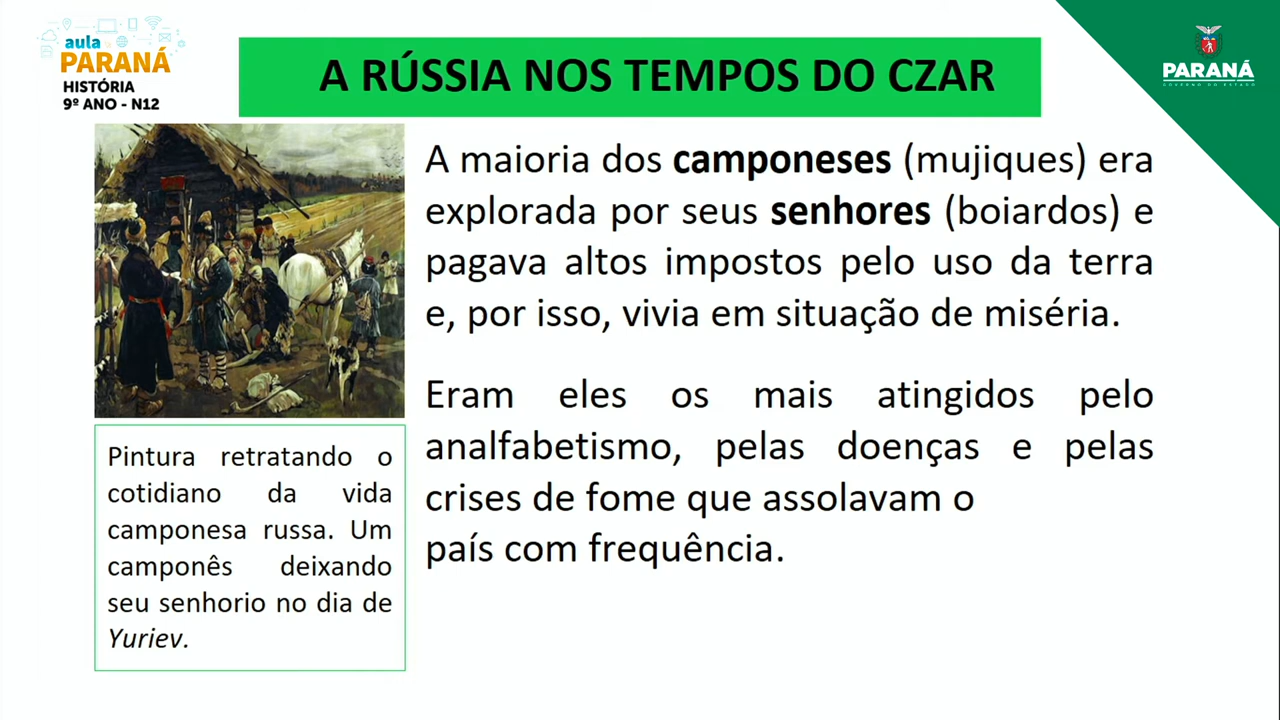 aula
PARANÁ
HISTÓRIA
9º ANO - N12
A RÚSSIA NOS TEMPOS DO CZAR
PARANÁ
GOVERNO DO ESTADO
A maioria dos camponeses (mujiques) era
explorada por seus senhores (boiardos) e
pagava altos impostos pelo uso da terra
e, por isso, vivia em situação de miséria.
Eram eles os mais atingidos pelo
analfabetismo, pelas doenças e pelas
crises de fome que assolavam o
país com frequência.
Pintura retratando o
cotidiano da vida
camponesa russa. Um
camponês deixando
seu senhorio no dia de
Yuriev.